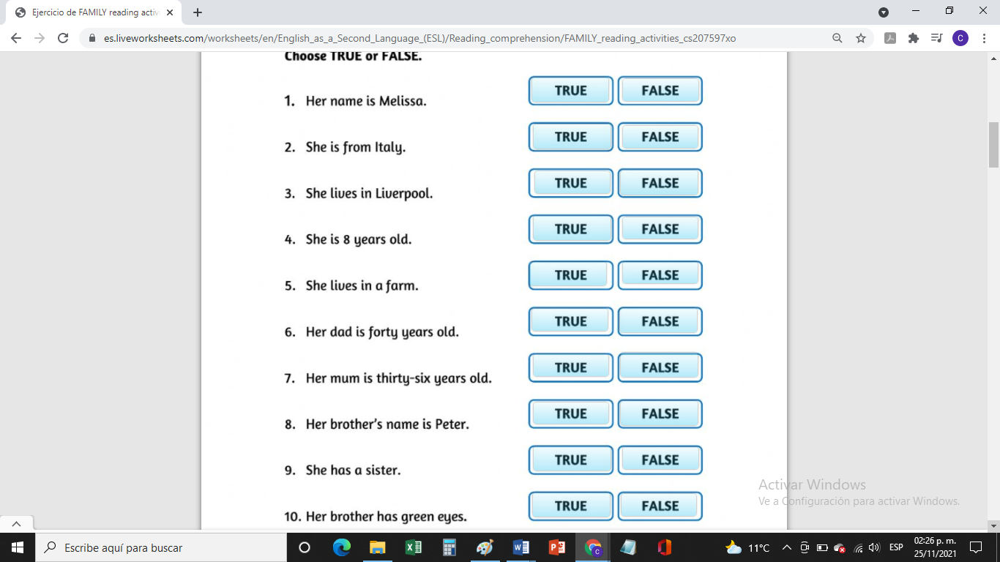 Ejercicio de FAMILY reading activ
es.liveworksheets.com/worksheets/en/English_as_a_Second_Language_(ESL)/Reading_comprehension/FAMILY_reading_activities_cs207597xo
C
Choose TRUE or FALSE.
1. Her name is Melissa. TRUE FALSE
2. She is from Italy. TRUE FALSE
3. She lives in Liverpool. TRUE FALSE
4. She is 8 years old. TRUE FALSE
5. She lives in a farm. TRUE FALSE
6. Her dad is forty years old. TRUE FALSE
7. Her mum is thirty-six years old. TRUE FALSE
8. Her brother's name is Peter. TRUE FALSE
9. She has a sister. TRUE FALSE
10. Her brother has green eyes. TRUE FALSE
Activar Windows
Ve a Configuración para activar Windows.
Escribe aquí para buscar
11°C
ESP
02:26 p. m.
25/11/2021